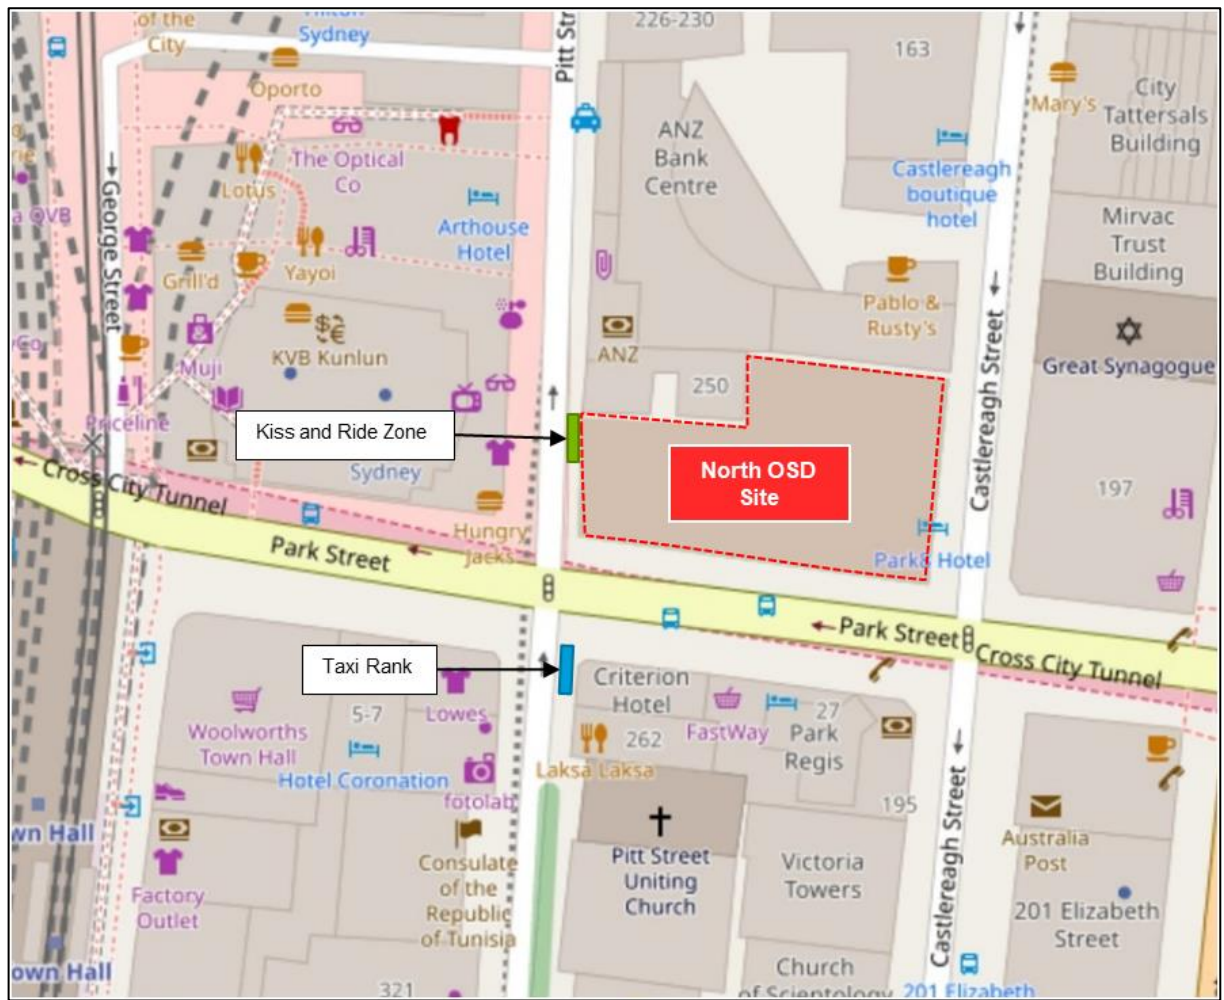 of the
City
Hilton
Sydney
Pitt Str
226-230
163
Oporto
Mary's
City
Tattersals
Building
ANZ
Bank
Centre
The Optical
Co
Lotus
Castlereagh
boutique
hotel
George Street
a QVB
Arthouse
Hotel
Mirvac
Trust
Building
Grill'd
Yayoi
Pablo &
Rusty's
Castlereagh Street
KVB Kunlun
ANZ
Great Synagogue
Muji
250
Priceline
Kiss and Ride Zone
Sydney
North OSD
Site
197
Cross City Tunnel
Hungry
Jacks
Park Street
Park8 Hotel
Park Street
Cross City Tunnel
Taxi Rank
Criterion
Hotel
5-7
Lowes
262
FastWay
27
Park
Regis
Woolworths
Town Hall
Hotel Coronation
Laksa Laksa
fotolab
195
Castlereagh Street
Australia
Post
wn Hall
Consulate
of the
Republic
of Tunisia
Pitt Street
Uniting
Church
Victoria
Towers
Factory
Outlet
201 Elizabeth
Street
own Hall
321
Church
of Scientology
201 Elizabeth